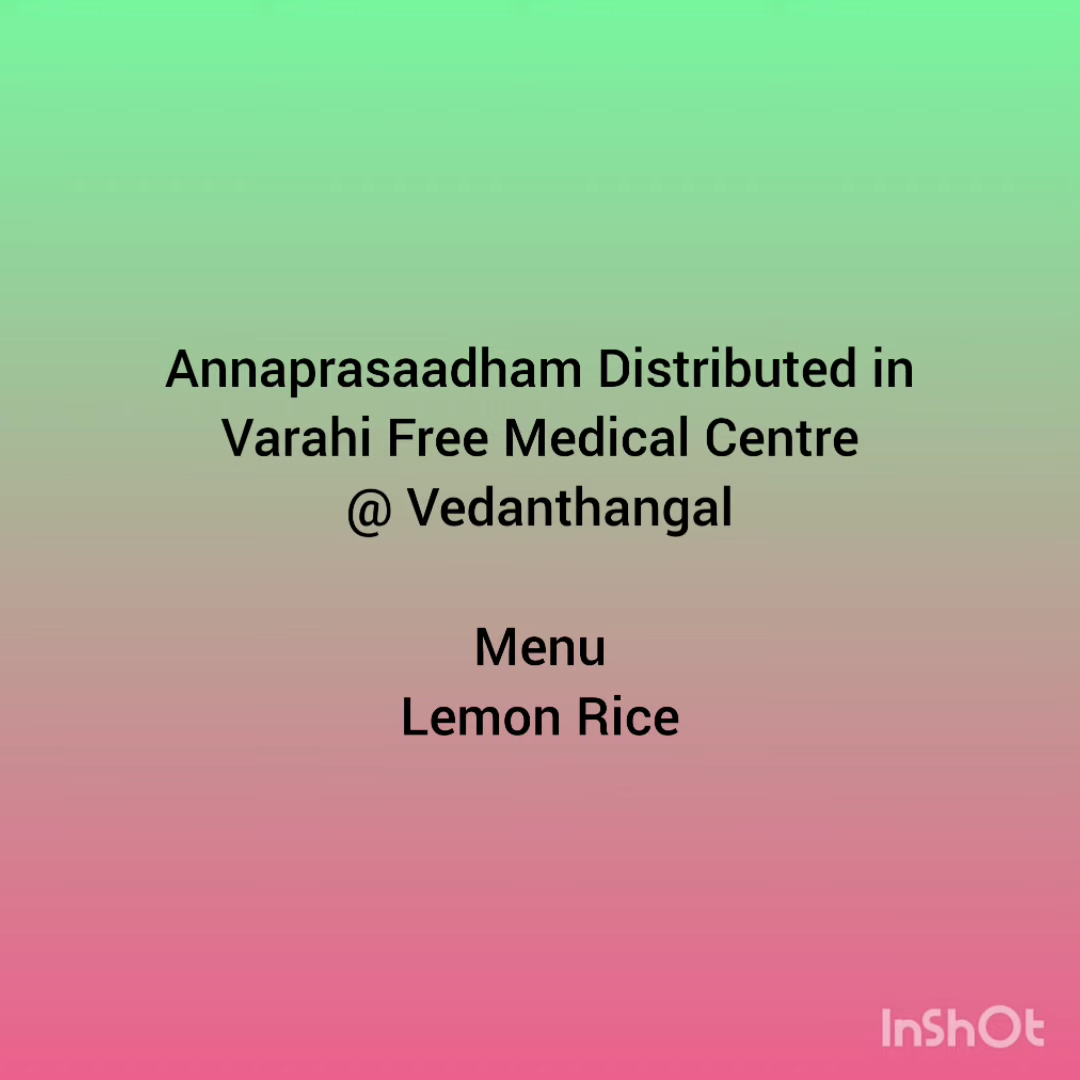 Annaprasaadham Distributed in
Varahi Free Medical Centre
@ Vedanthangal
Menu
Lemon Rice
InShOt